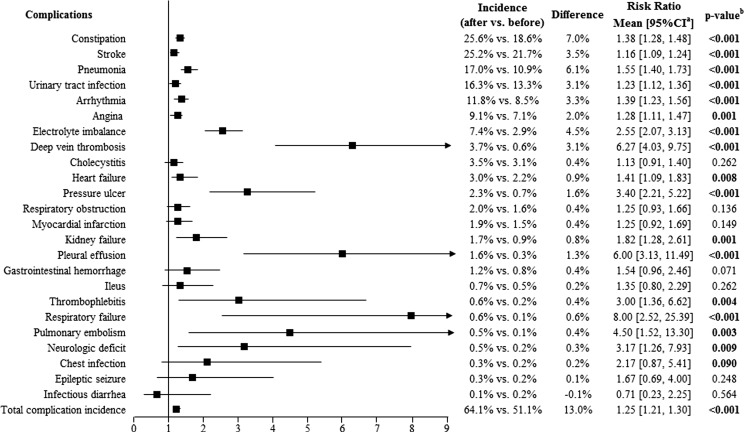 Complications Incidence (after vs. before) Difference Risk Ratio Mean [95%CIᵃ] p-valueᵇ
Constipation 25.6% vs. 18.6% 7.0% 1.38 [1.28, 1.48] <0.001
Stroke 25.2% vs. 21.7% 3.5% 1.16 [1.09, 1.24] <0.001
Pneumonia 17.0% vs. 10.9% 6.1% 1.55 [1.40, 1.73] <0.001
Urinary tract infection 16.3% vs. 13.3% 3.1% 1.23 [1.12, 1.36] <0.001
Arrhythmia 11.8% vs. 8.5% 3.3% 1.39 [1.23, 1.56] <0.001
Angina 9.1% vs. 7.1% 2.0% 1.28 [1.11, 1.47] 0.001
Electrolyte imbalance 7.4% vs. 2.9% 4.5% 2.55 [2.07, 3.13] <0.001
Deep vein thrombosis 3.7% vs. 0.6% 3.1% 6.27 [4.03, 9.75] <0.001
Cholecystitis 3.5% vs. 3.1% 0.4% 1.13 [0.91, 1.40] 0.262
Heart failure 3.0% vs. 2.2% 0.9% 1.41 [1.09, 1.83] 0.008
Pressure ulcer 2.3% vs. 0.7% 1.6% 3.40 [2.21, 5.22] <0.001
Respiratory obstruction 2.0% vs. 1.6% 0.4% 1.25 [0.93, 1.66] 0.136
Myocardial infarction 1.9% vs. 1.5% 0.4% 1.25 [0.92, 1.69] 0.149
Kidney failure 1.7% vs. 0.9% 0.8% 1.82 [1.28, 2.61] 0.001
Pleural effusion 1.6% vs. 0.3% 1.3% 6.00 [3.13, 11.49] <0.001
Gastrointestinal hemorrhage 1.2% vs. 0.8% 0.4% 1.54 [0.96, 2.46] 0.071
Ileus 0.7% vs. 0.5% 0.2% 1.35 [0.80, 2.29] 0.262
Thrombophlebitis 0.6% vs. 0.2% 0.4% 3.00 [1.36, 6.62] 0.004
Respiratory failure 0.6% vs. 0.1% 0.6% 8.00 [2.52, 25.39] <0.001
Pulmonary embolism 0.5% vs. 0.1% 0.4% 4.50 [1.52, 13.30] 0.003
Neurologic deficit 0.5% vs. 0.2% 0.3% 3.17 [1.26, 7.93] 0.009
Chest infection 0.3% vs. 0.2% 0.2% 2.17 [0.87, 5.41] 0.090
Epileptic seizure 0.3% vs. 0.2% 0.1% 1.67 [0.69, 4.00] 0.248
Infectious diarrhea 0.1% vs. 0.2% -0.1% 0.71 [0.23, 2.25] 0.564
Total complication incidence 64.1% vs. 51.1% 13.0% 1.25 [1.21, 1.30] <0.001
0 1 2 3 4 5 6 7 8 9